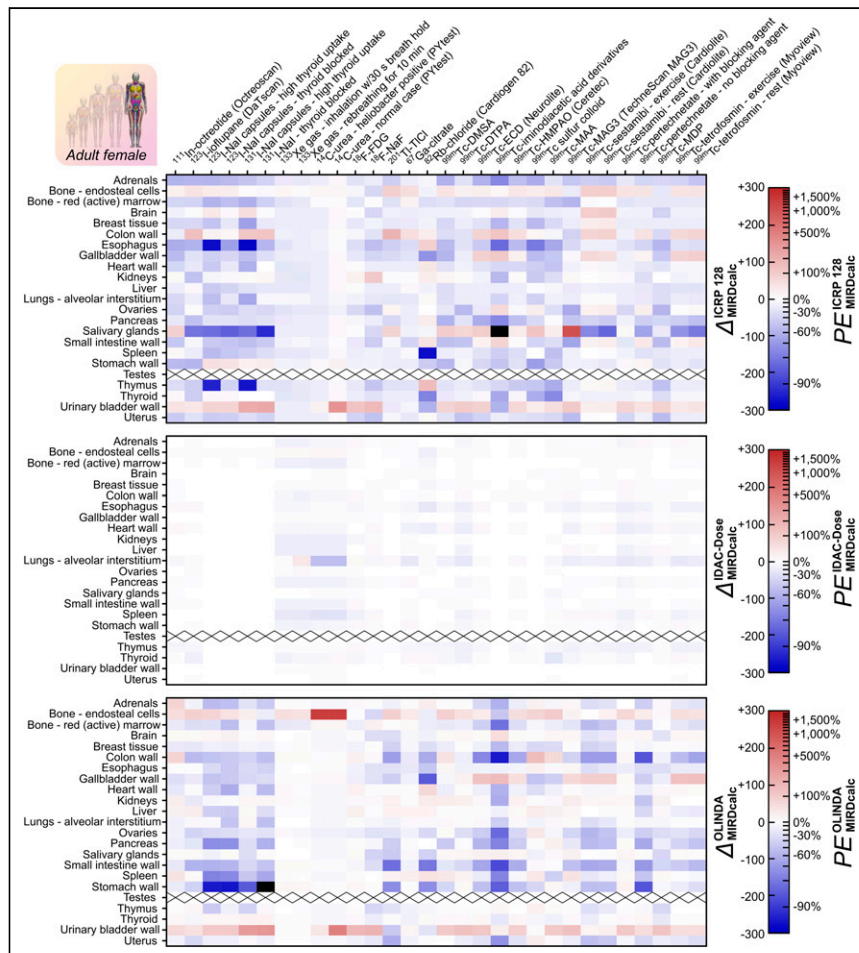 Adult female
111In-octreotide (Octreoscan)
123I-ioflupane (DaTscan)
123I-NaI capsules - high thyroid uptake
123I-NaI capsules - thyroid blocked
131I-NaI capsules - high thyroid uptake
131I-NaI - thyroid blocked
133Xe gas - inhalation w/30 s breath hold
133Xe gas - rebreathing for 10 min
14C-urea - heliobacter positive (PYtest)
14C-urea - normal case (PYtest)
18F-FDG
18F-NaF
201Tl-TlCl
67Ga-citrate
82Rb-chloride (Cardiogen 82)
99mTc-DMSA
99mTc-DTPA
99mTc-ECD (Neurolite)
99mTc-iminodiacetic acid derivatives
99mTc-HMPAO (Ceretec)
99mTc sulfur colloid
99mTc-MAA
99mTc-MAG3 (TechneScan MAG3)
99mTc-sestamibi - exercise (Cardiolite)
99mTc-sestamibi - rest (Cardiolite)
99mTc-pertechnetate - with blocking agent
99mTc-pertechnetate - no blocking agent
99mTc-MDP
99mTc-tetrofosmin - exercise (Myoview)
99mTc-tetrofosmin - rest (Myoview)
Adrenals
Bone - endosteal cells
Bone - red (active) marrow
Brain
Breast tissue
Colon wall
Esophagus
Gallbladder wall
Heart wall
Kidneys
Liver
Lungs - alveolar interstitium
Ovaries
Pancreas
Salivary glands
Small intestine wall
Spleen
Stomach wall
Testes
Thymus
Thyroid
Urinary bladder wall
Uterus
+300
+200
+100
0
-100
-200
-300
Δ ICRP 128 MIRDcalc
+1,500%
+1,000%
+500%
+100%
0%
-30%
-60%
-90%
PE ICRP 128 MIRDcalc
Adrenals
Bone - endosteal cells
Bone - red (active) marrow
Brain
Breast tissue
Colon wall
Esophagus
Gallbladder wall
Heart wall
Kidneys
Liver
Lungs - alveolar interstitium
Ovaries
Pancreas
Salivary glands
Small intestine wall
Spleen
Stomach wall
Testes
Thymus
Thyroid
Urinary bladder wall
Uterus
+300
+200
+100
0
-100
-200
-300
Δ IDAC-Dose MIRDcalc
+1,500%
+1,000%
+500%
+100%
0%
-30%
-60%
-90%
PE IDAC-Dose MIRDcalc
Adrenals
Bone - endosteal cells
Bone - red (active) marrow
Brain
Breast tissue
Colon wall
Esophagus
Gallbladder wall
Heart wall
Kidneys
Liver
Lungs - alveolar interstitium
Ovaries
Pancreas
Salivary glands
Small intestine wall
Spleen
Stomach wall
Testes
Thymus
Thyroid
Urinary bladder wall
Uterus
+300
+200
+100
0
-100
-200
-300
Δ OLINDA MIRDcalc
+1,500%
+1,000%
+500%
+100%
0%
-30%
-60%
-90%
PE OLINDA MIRDcalc